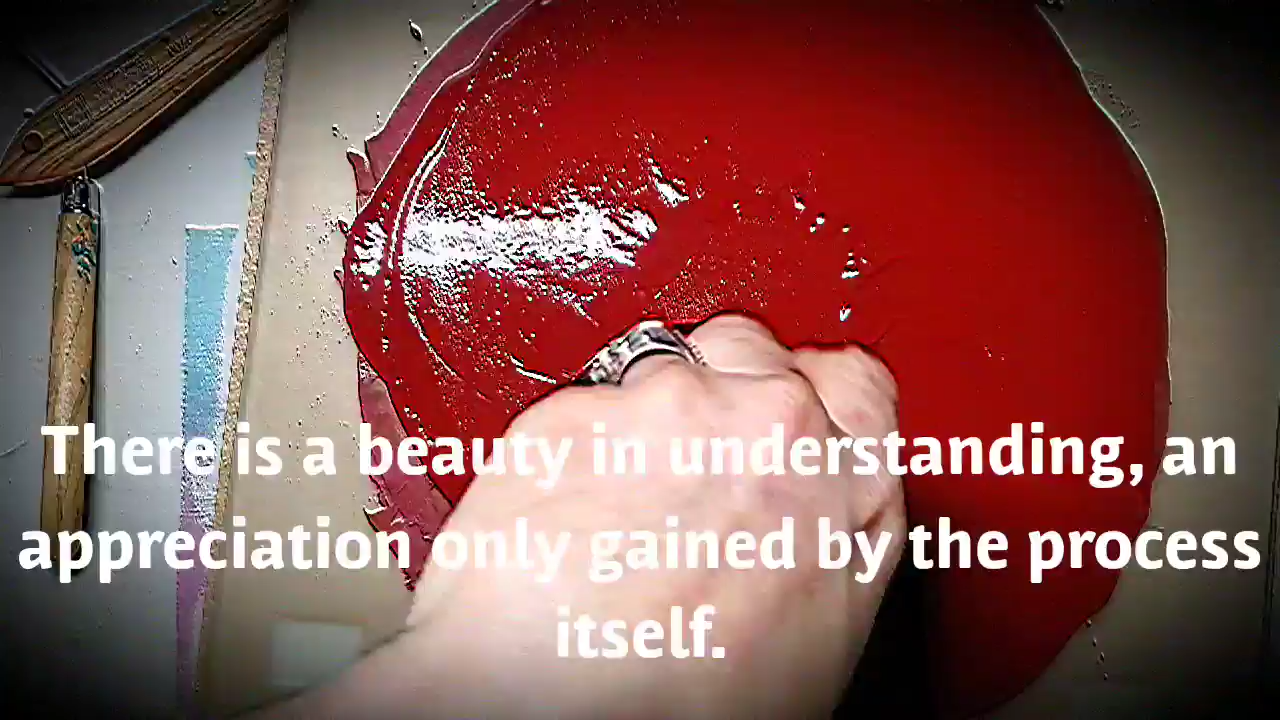 There is a beauty in understanding, an
appreciation only gained by the process
itself.